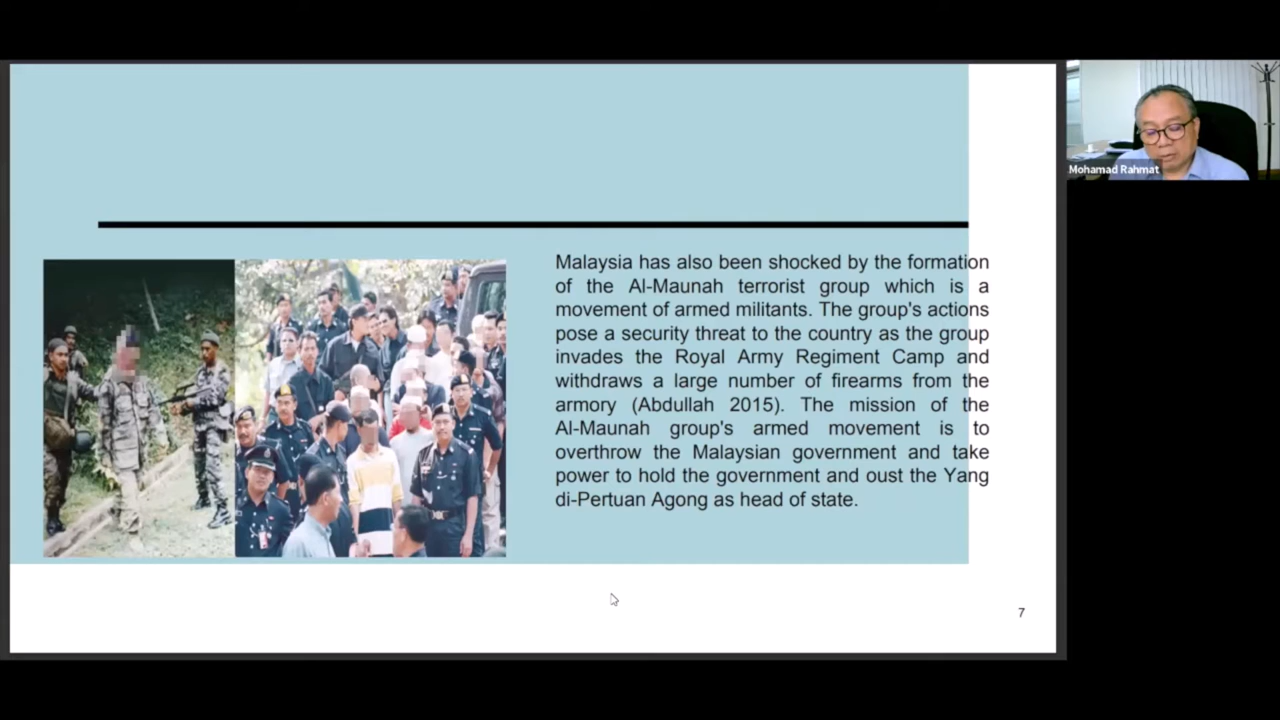 Mohamad Rahmat
Malaysia has also been shocked by the formation
of the Al-Maunah terrorist group which is a
movement of armed militants. The group's actions
pose a security threat to the country as the group
invades the Royal Army Regiment Camp and
withdraws a large number of firearms from the
armory (Abdullah 2015). The mission of the
Al-Maunah group's armed movement is to
overthrow the Malaysian government and take
power to hold the government and oust the Yang
di-Pertuan Agong as head of state.
7